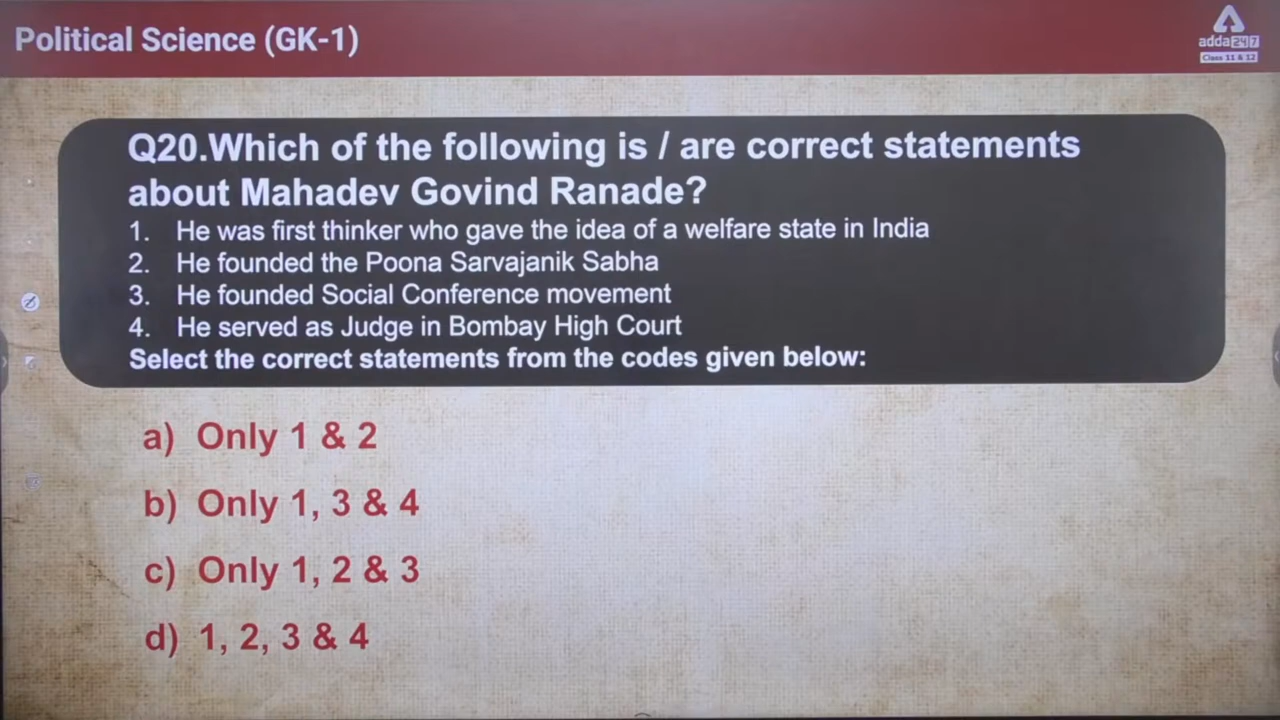 Political Science (GK-1)
adda247
Class 11 & 12
Q20.Which of the following is / are correct statements
about Mahadev Govind Ranade?
1. He was first thinker who gave the idea of a welfare state in India
2. He founded the Poona Sarvajanik Sabha
3. He founded Social Conference movement
4. He served as Judge in Bombay High Court
Select the correct statements from the codes given below:
a) Only 1 & 2
b) Only 1, 3 & 4
c) Only 1, 2 & 3
d) 1, 2, 3 & 4